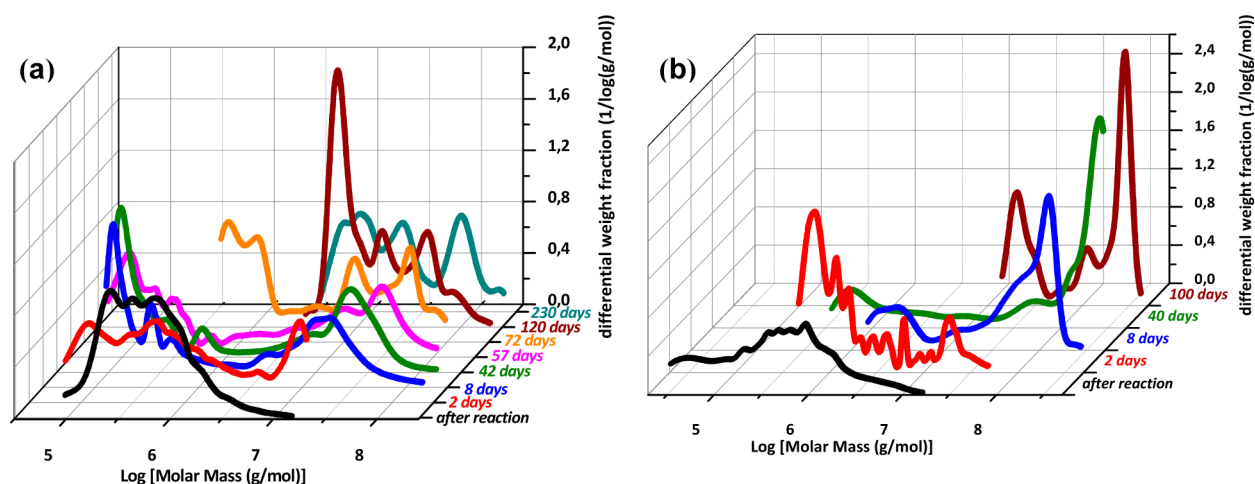 (a)
2,0
1,6
1,2
0,8
0,4
0,0
differential weight fraction (1/log(g/mol))
230 days
120 days
72 days
57 days
42 days
8 days
2 days
after reaction
5
6
7
8
Log [Molar Mass (g/mol)]
(b)
2,4
2,0
1,6
1,2
0,8
0,4
0,0
differential weight fraction (1/log(g/mol))
100 days
40 days
8 days
2 days
after reaction
5
6
7
8
Log [Molar Mass (g/mol)]